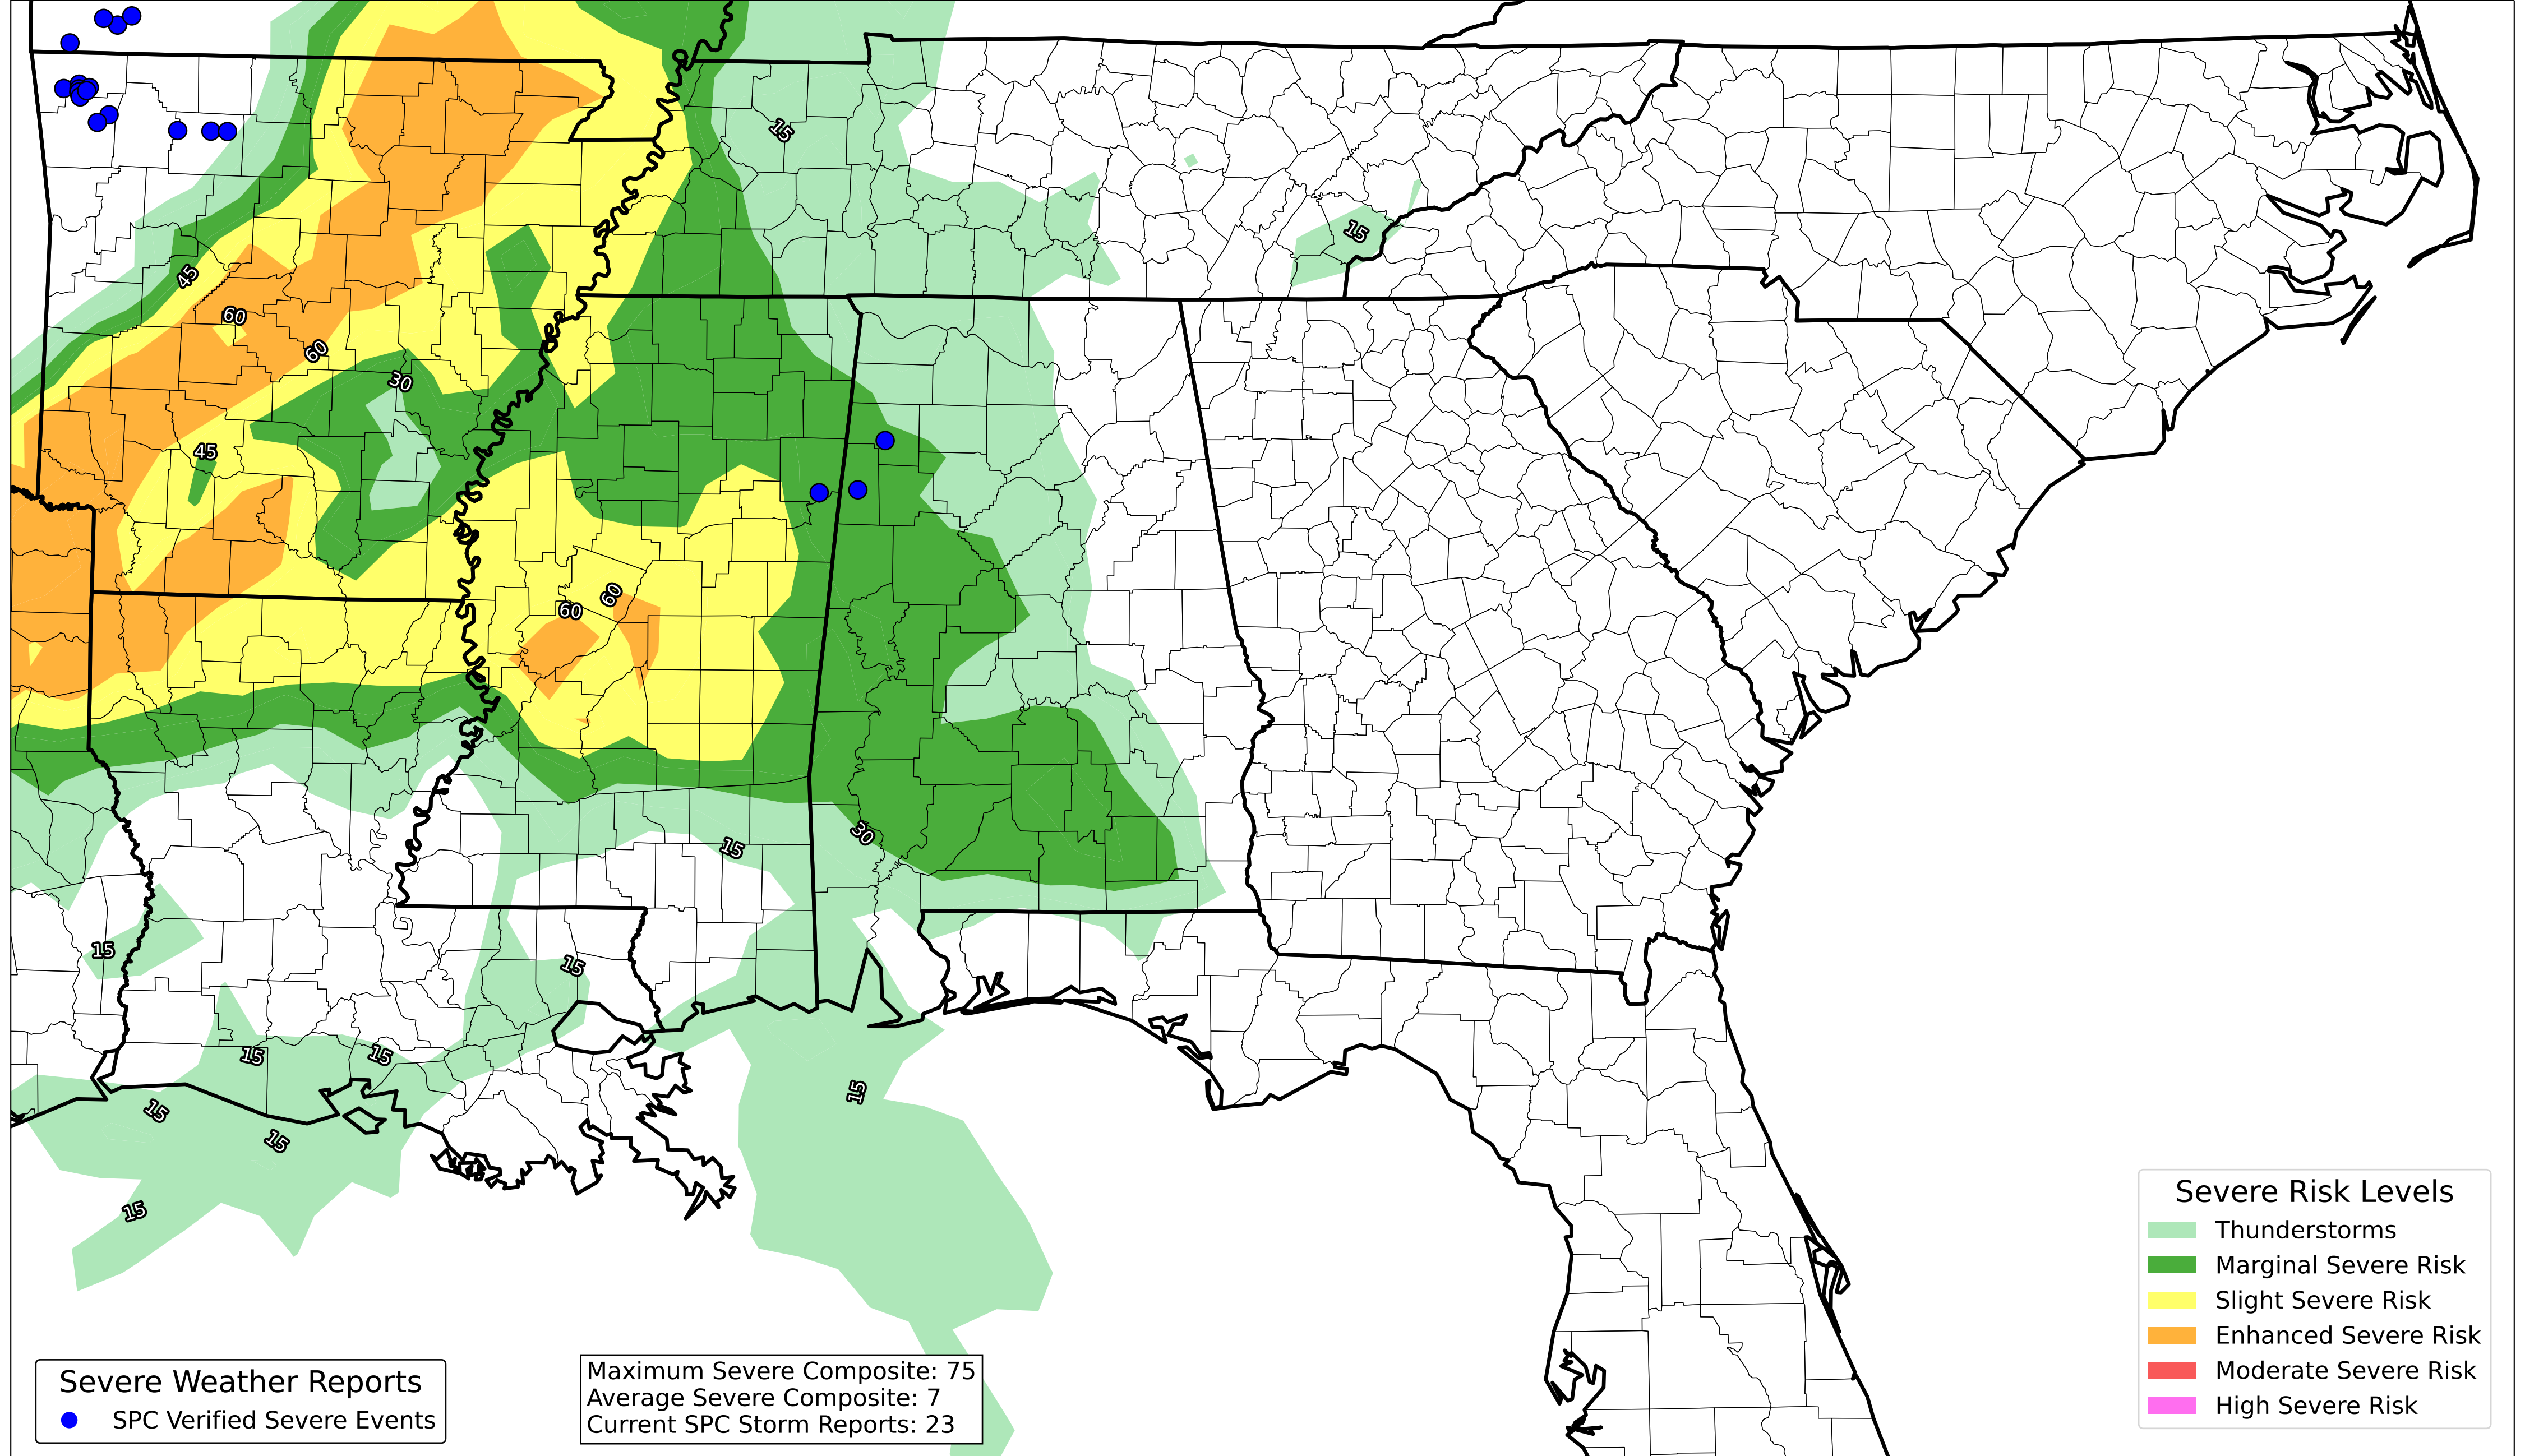 15
15
45
60
60
30
45
60
60
30
15
15
15
15
15
15
15
15
15
Severe Risk Levels
Thunderstorms
Marginal Severe Risk
Slight Severe Risk
Enhanced Severe Risk
Moderate Severe Risk
High Severe Risk
Severe Weather Reports
SPC Verified Severe Events
Maximum Severe Composite: 75
Average Severe Composite: 7
Current SPC Storm Reports: 23